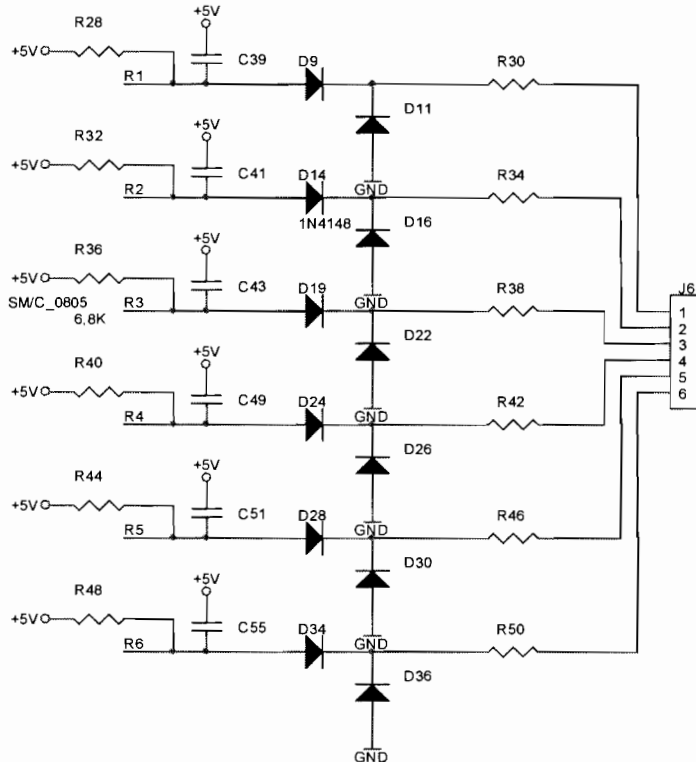 +5V
R28
+5V
R1
C39
D9
D11
GND
R30
+5V
R32
+5V
R2
C41
D14
1N4148
D16
GND
R34
+5V
R36
+5V
SM/C_0805
6,8K
R3
C43
D19
D22
GND
R38
J6
1
2
3
4
5
6
+5V
R40
+5V
R4
C49
D24
D26
GND
R42
+5V
R44
+5V
R5
C51
D28
D30
GND
R46
+5V
R48
+5V
R6
C55
D34
D36
GND
R50